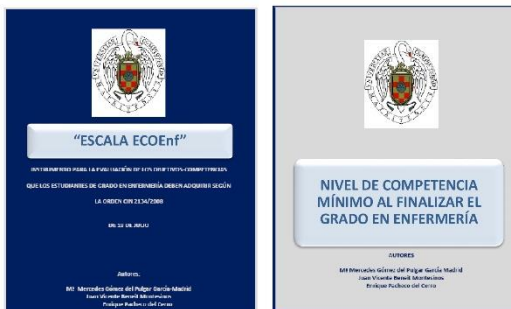 "ESCALA ECOEnf"
INSTRUMENTO PARA LA EVALUACIÓN DE LOS OBJETIVOS-COMPETENCIAS
QUE LOS ESTUDIANTES DE GRADO EN ENFERMERÍA DEBEN ADQUIRIR SEGÚN
LA ORDEN CIN 2134/2008
DE 13 DE JULIO
Autores:
Mª Mercedes Gómez del Pulgar García-Madrid
Juan Vicente Beneit Montesinos
Enrique Pacheco del Cerro
NIVEL DE COMPETENCIA
MÍNIMO AL FINALIZAR EL
GRADO EN ENFERMERÍA
AUTORES
Mª Mercedes Gómez del Pulgar García Madrid
Juan Vicente Beneit Montesinos
Enrique Pacheco del Cerro